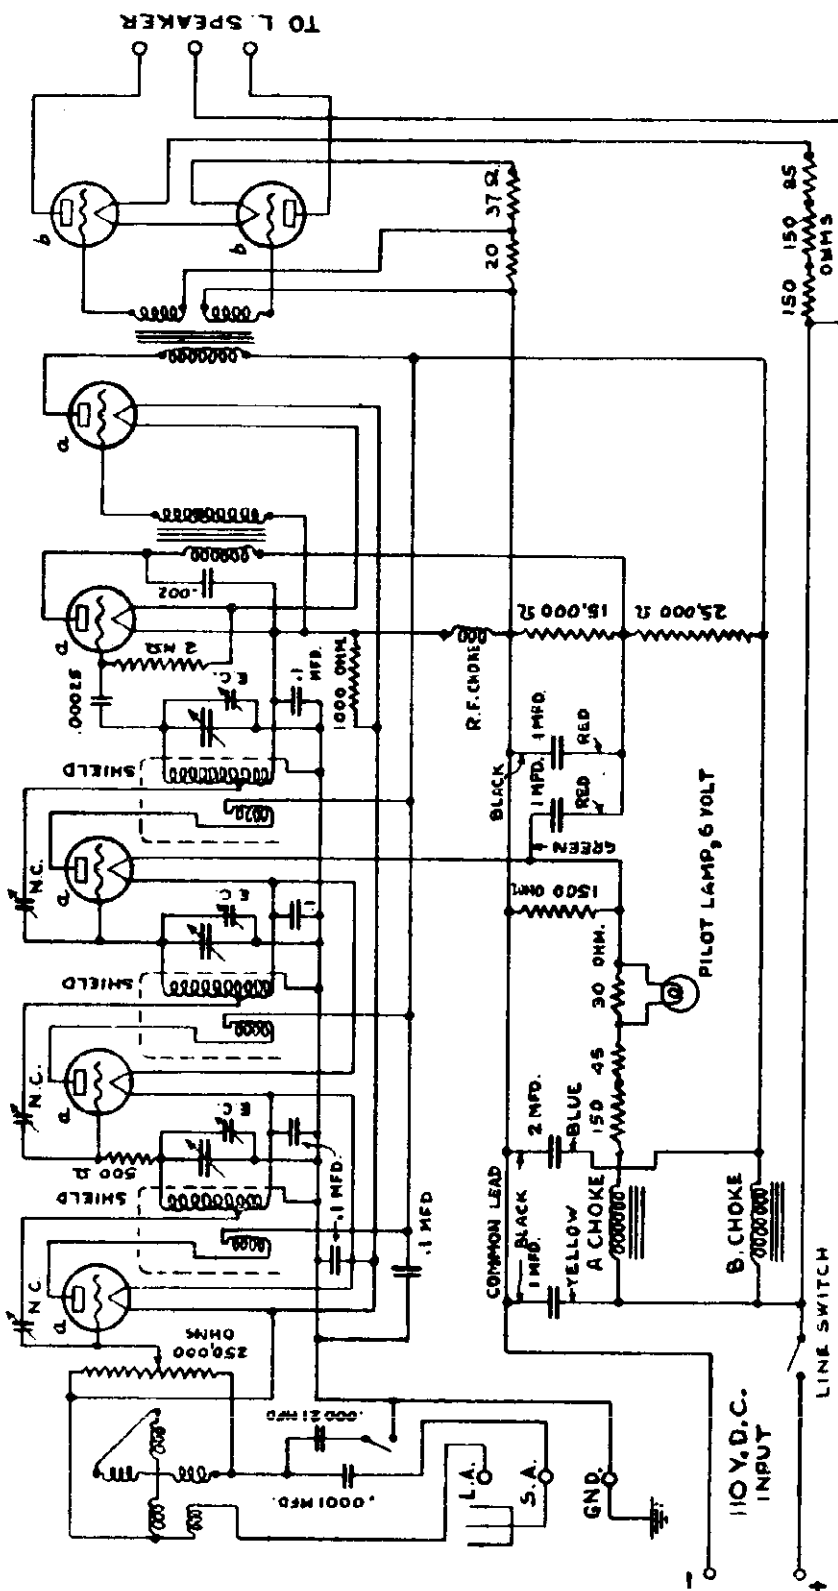 TO L. SPEAKER
b
b
37 Ω
20
85
150
150
OHMS
a
a
.002
2 MΩ
.00025
E.C.
.1
MFD.
1000 OHM
R.F. CHOKE
15,000 Ω
25,000 Ω
SHIELD
BLACK
1 MFD.
1 MFD.
RED
RED
GREEN
N.C.
a
E.C.
.1
1500 OHM
PILOT LAMP, 6 VOLT
30 OHM.
45
150
SHIELD
N.C.
a
E.C.
500 Ω
.1 MFD.
2 MFD.
BLUE
SHIELD
.1 MFD
COMMON LEAD
BLACK
1 MFD.
YELLOW
A CHOKE
B. CHOKE
N.C.
a
250,000
OHMS
LINE SWITCH
.00021 MFD
.0001 MFD.
L.A.
S.A.
GND.
110 V. D.C.
INPUT
-
+